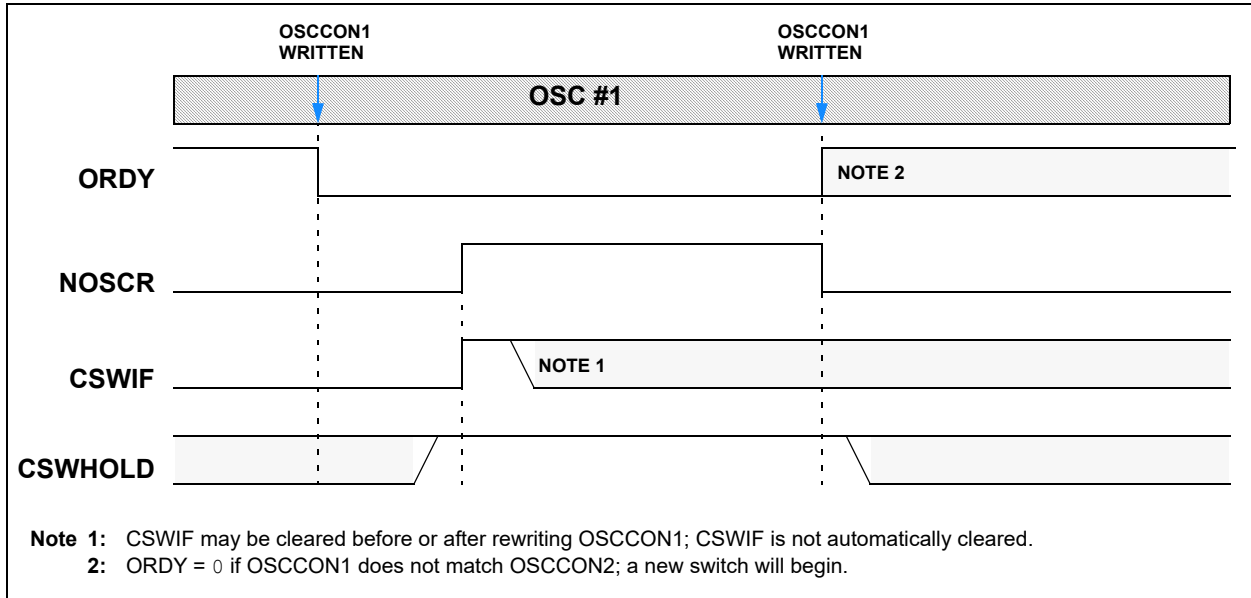 OSCCON1
WRITTEN
OSCCON1
WRITTEN
OSC #1
ORDY
NOTE 2
NOSCR
CSWIF
NOTE 1
CSWHOLD
Note 1: CSWIF may be cleared before or after rewriting OSCCON1; CSWIF is not automatically cleared.
2: ORDY = 0 if OSCCON1 does not match OSCCON2; a new switch will begin.